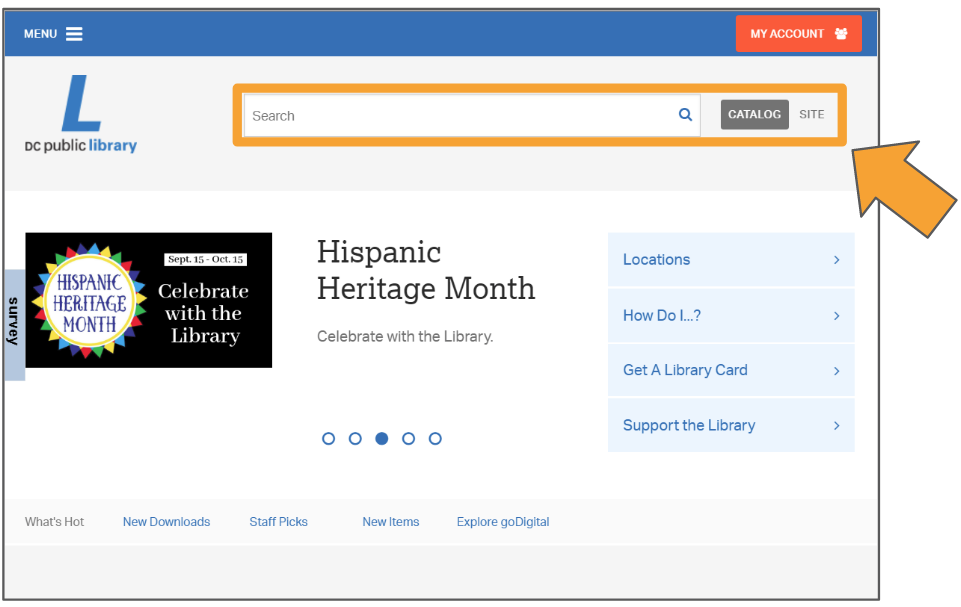 MENU
MY ACCOUNT
Search
CATALOG
SITE
L
DC public library
survey
HISPANIC
HERITAGE
MONTH
Sept. 15 - Oct. 15
Celebrate
with the
Library
Hispanic
Heritage Month
Celebrate with the Library.
Locations
How Do I...?
Get A Library Card
Support the Library
What's Hot
New Downloads
Staff Picks
New Items
Explore goDigital